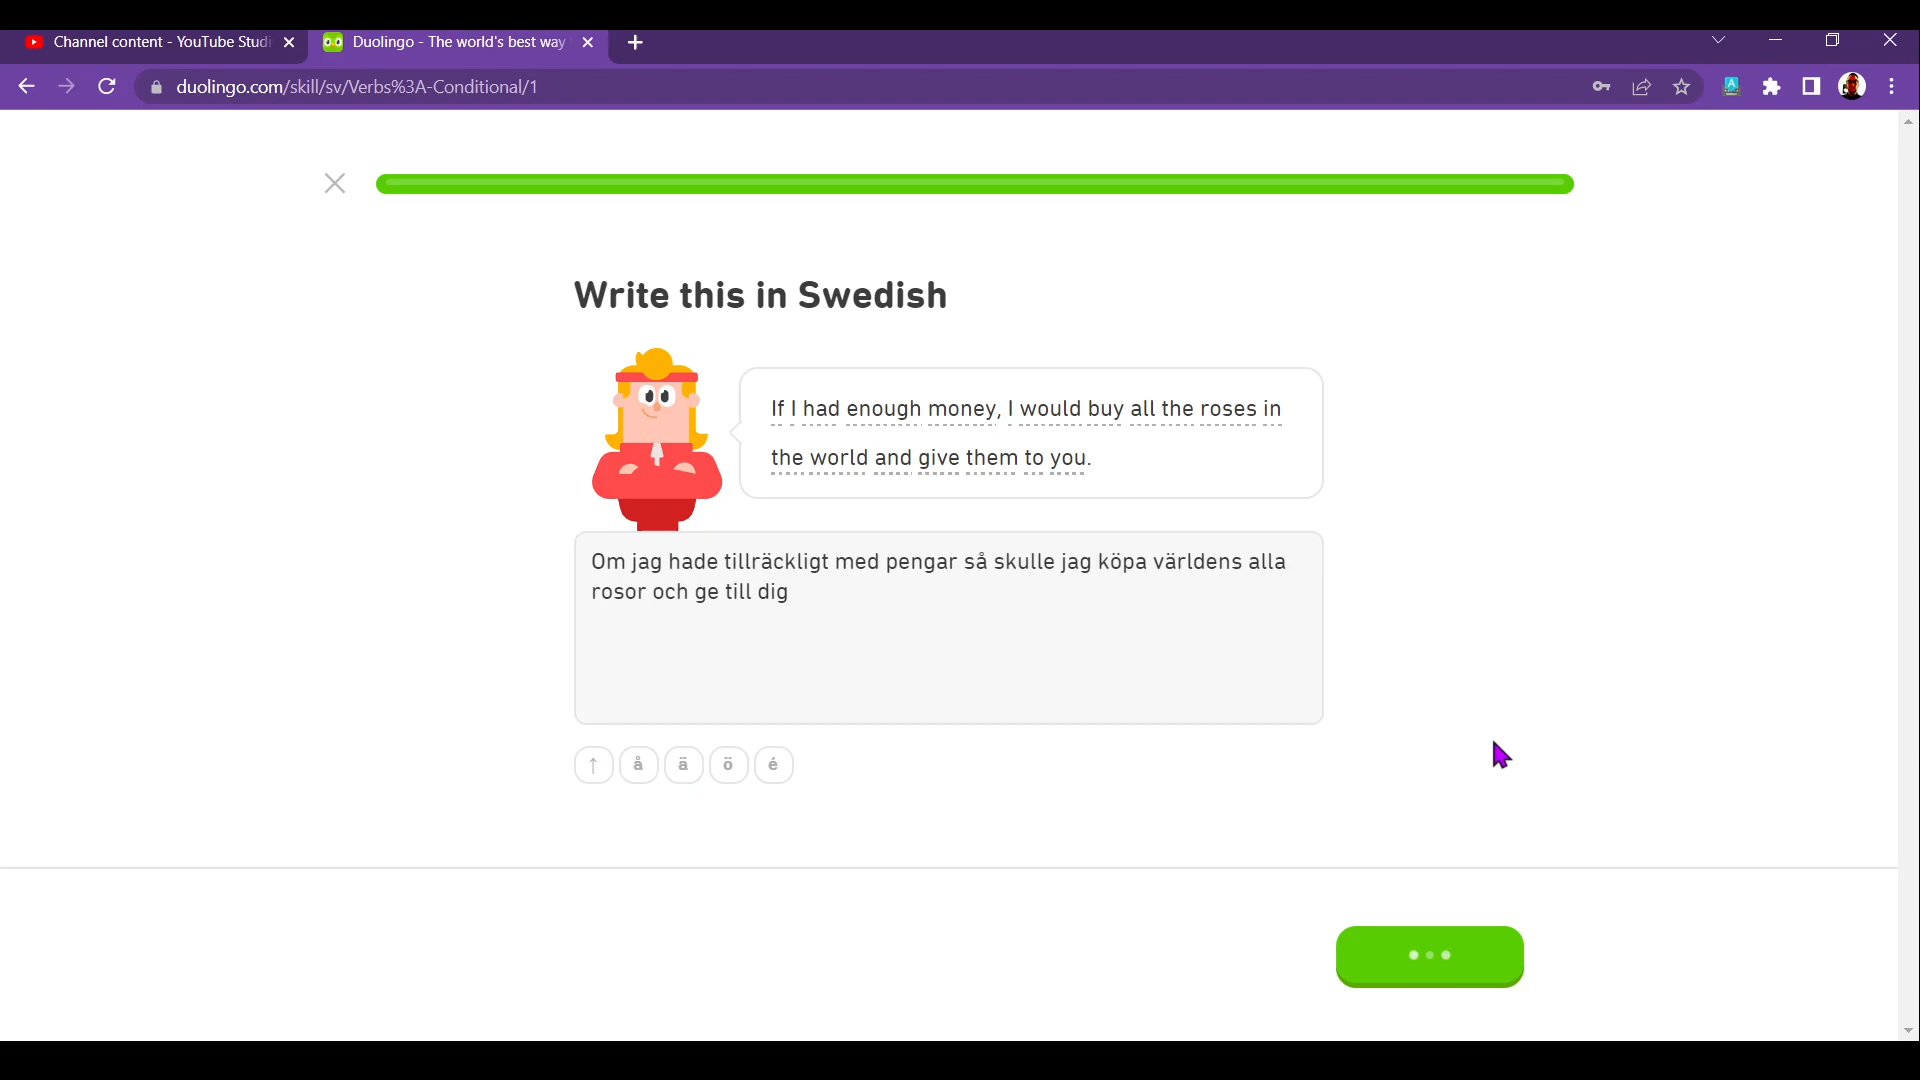 Channel content - YouTube Studi
Duolingo - The world's best way
duolingo.com/skill/sv/Verbs%3A-Conditional/1
Write this in Swedish
If I had enough money, I would buy all the roses in
the world and give them to you.
Om jag hade tillräckligt med pengar så skulle jag köpa världens alla
rosor och ge till dig
↑ å ä ö é